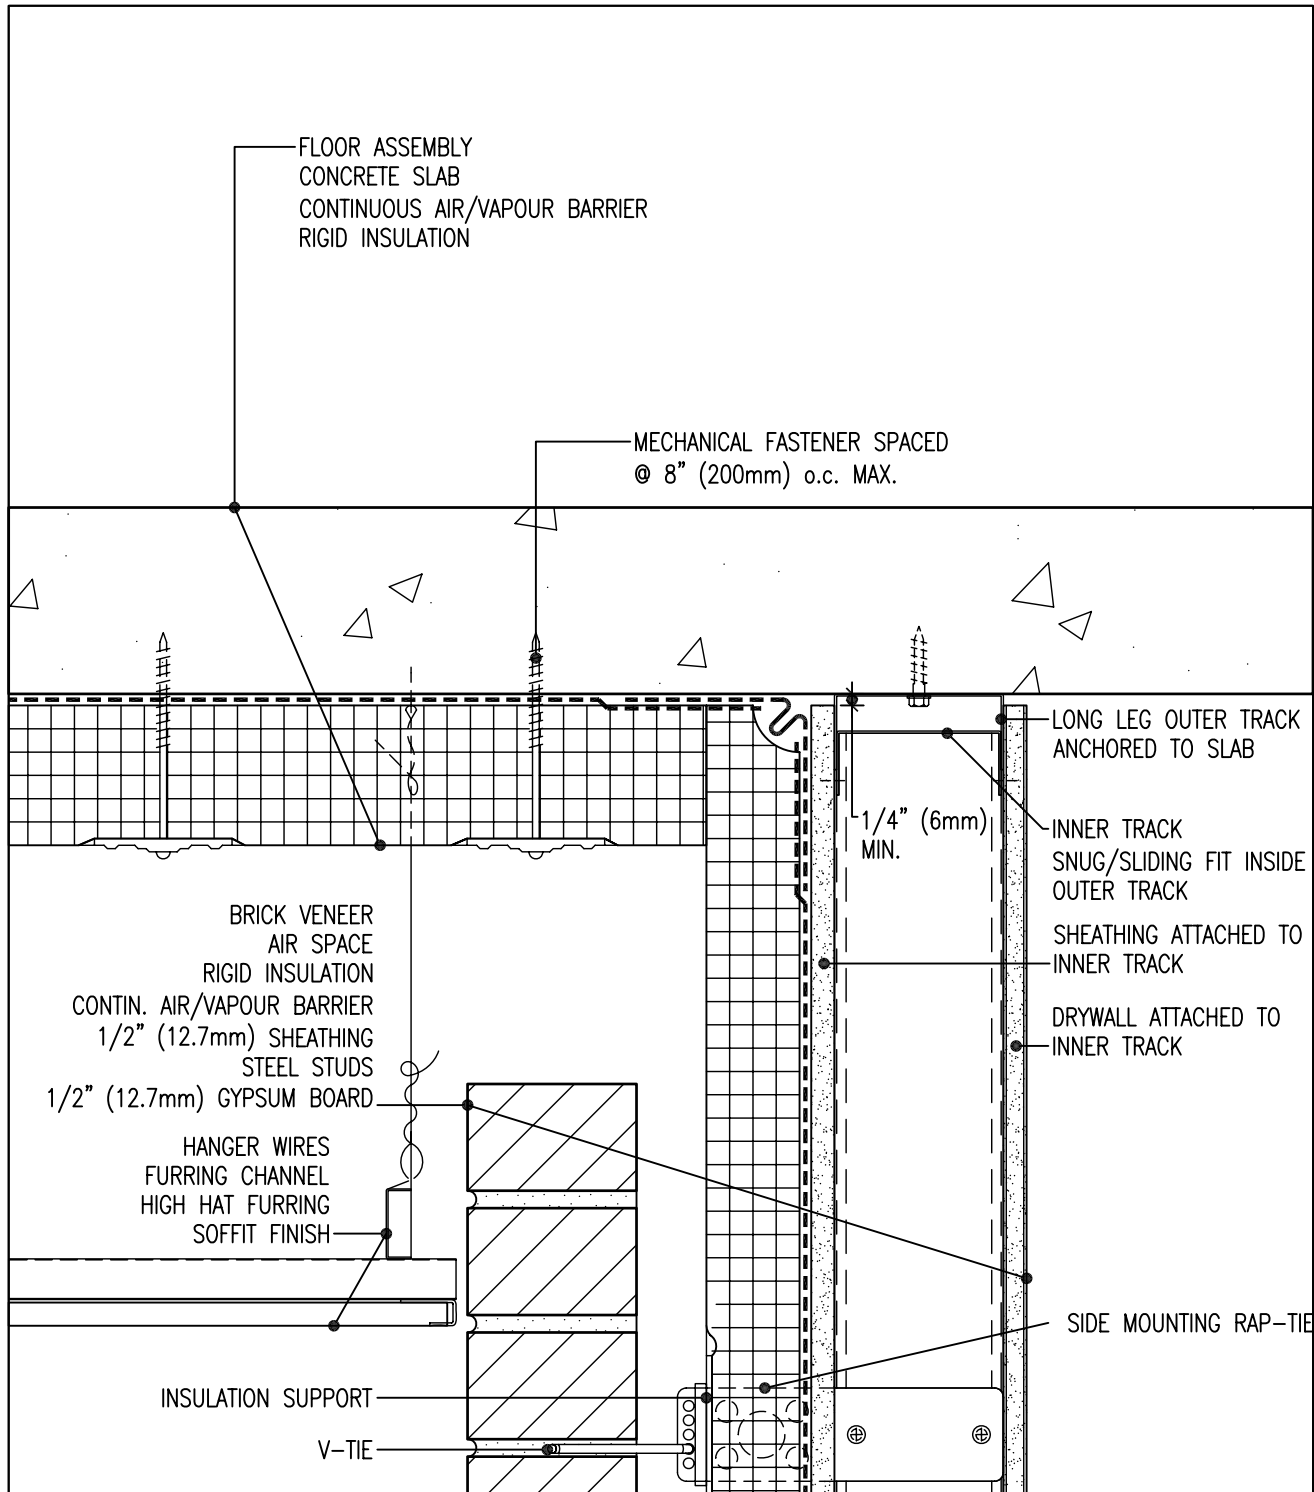 FLOOR ASSEMBLY
CONCRETE SLAB
CONTINUOUS AIR/VAPOUR BARRIER
RIGID INSULATION
MECHANICAL FASTENER SPACED
@ 8" (200mm) o.c. MAX.
LONG LEG OUTER TRACK
ANCHORED TO SLAB
1/4" (6mm)
MIN.
INNER TRACK
SNUG/SLIDING FIT INSIDE
OUTER TRACK
BRICK VENEER
AIR SPACE
RIGID INSULATION
CONTIN. AIR/VAPOUR BARRIER
1/2" (12.7mm) SHEATHING
STEEL STUDS
1/2" (12.7mm) GYPSUM BOARD
SHEATHING ATTACHED TO
INNER TRACK
DRYWALL ATTACHED TO
INNER TRACK
HANGER WIRES
FURRING CHANNEL
HIGH HAT FURRING
SOFFIT FINISH
SIDE MOUNTING RAP-TIE
INSULATION SUPPORT
V-TIE